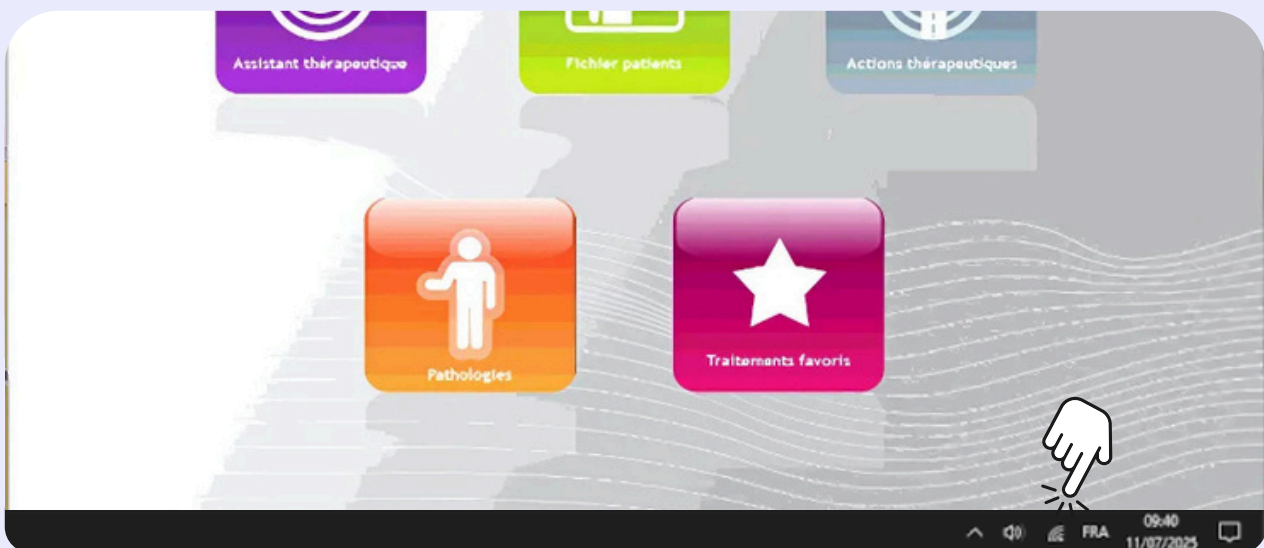 Assistant thérapeutique
Fichier patients
Actions thérapeutiques
Pathologies
Traitements favoris
FRA
09:40
11/07/2025